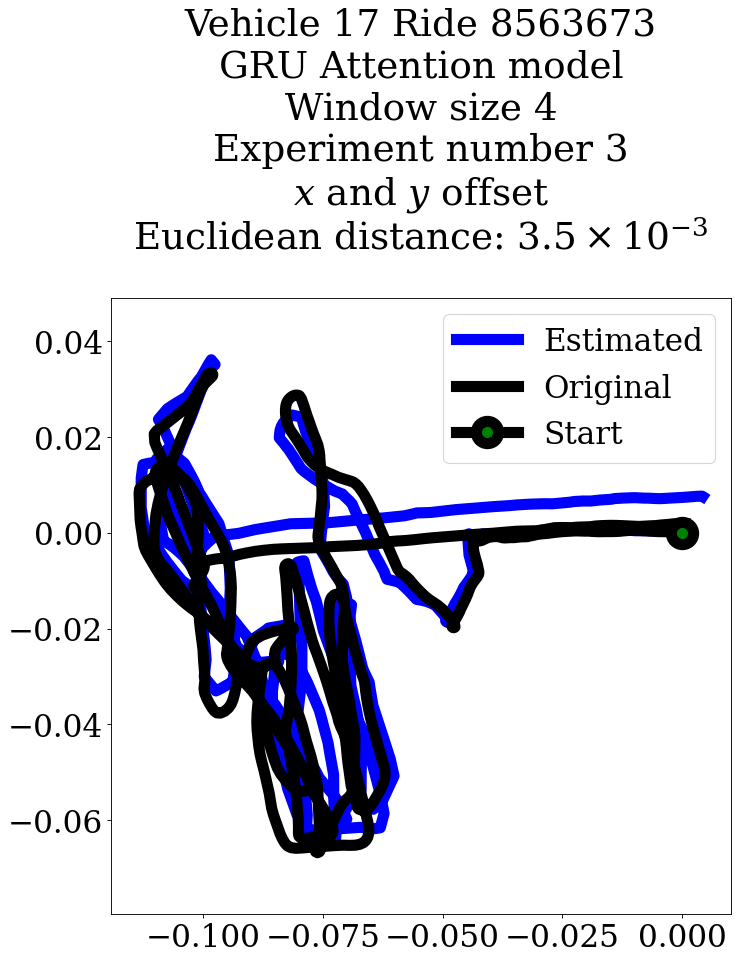 Vehicle 17 Ride 8563673
GRU Attention model
Window size 4
Experiment number 3
x and y offset
Euclidean distance: 3.5 × 10⁻³
Estimated
Original
Start
0.04
0.02
0.00
−0.02
−0.04
−0.06
−0.100 −0.075 −0.050 −0.025 0.000